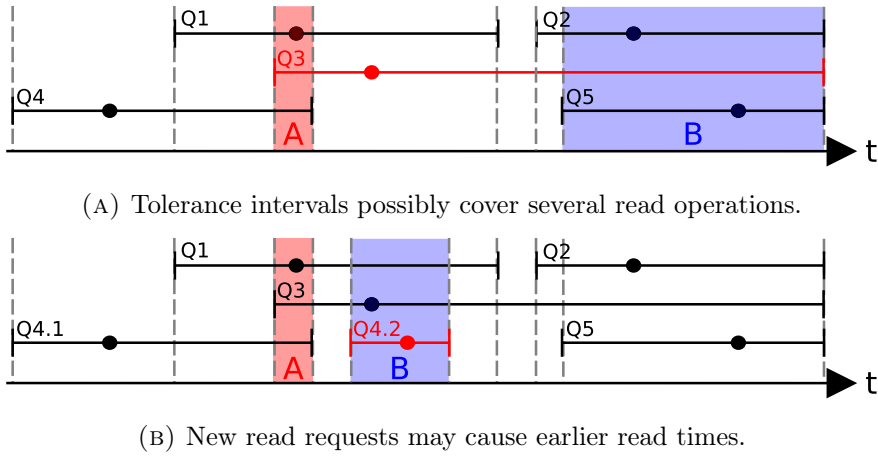 Q1 Q2
Q3
Q4 Q5
A B
t
(A) Tolerance intervals possibly cover several read operations.
Q1 Q2
Q3
Q4.1 Q4.2 Q5
A B
t
(B) New read requests may cause earlier read times.